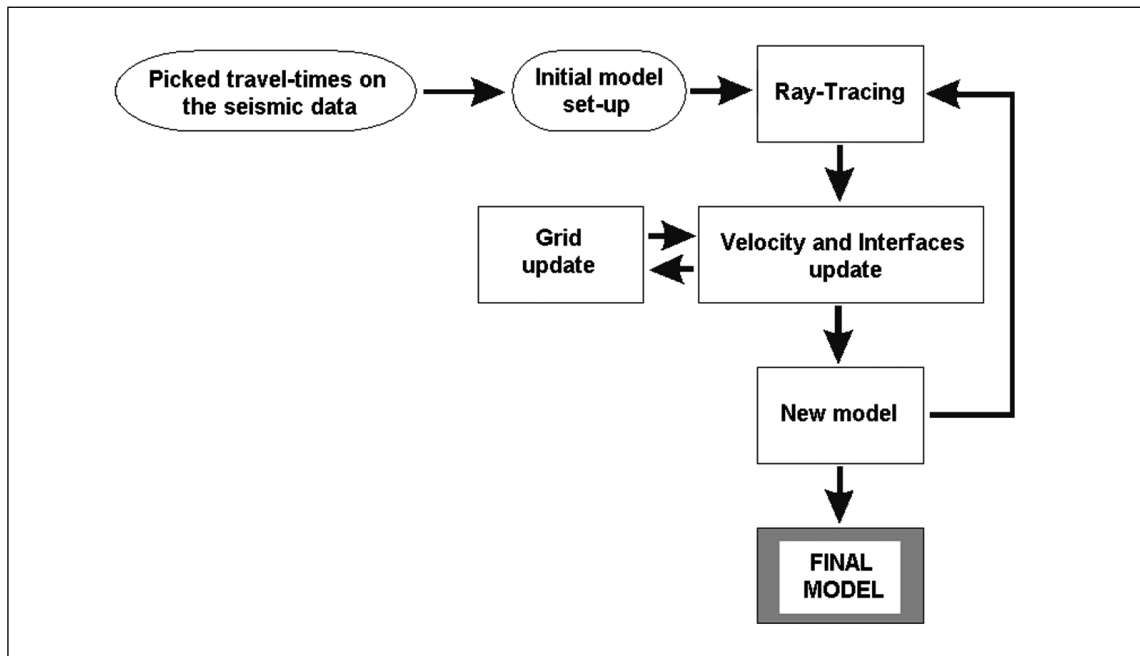 Picked travel-times on
the seismic data
Initial model
set-up
Ray-Tracing
Grid
update
Velocity and Interfaces
update
New model
FINAL
MODEL